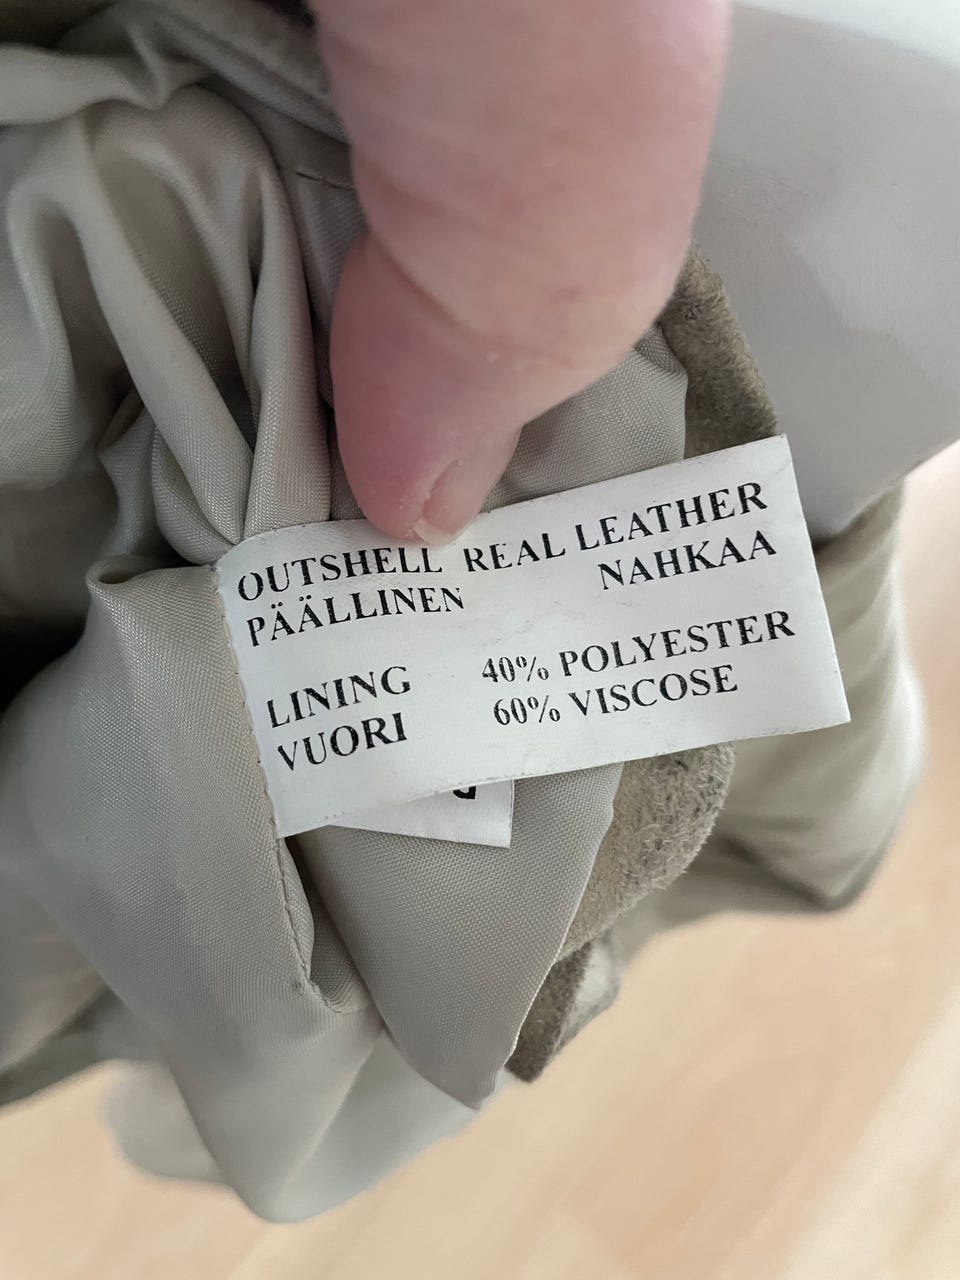 OUTSHELL REAL LEATHER
PÄÄLLINEN NAHKAA
LINING 40% POLYESTER
VUORI 60% VISCOSE